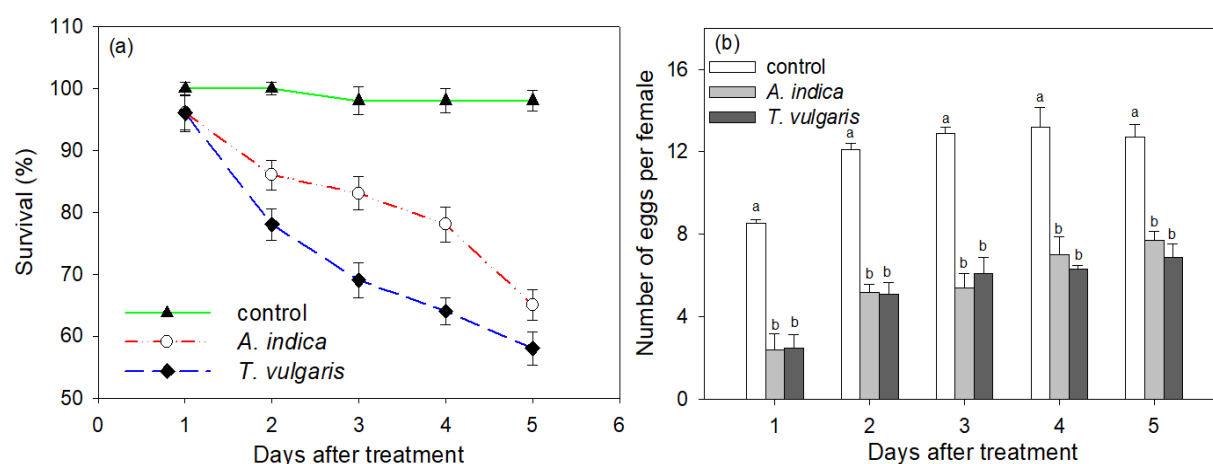 (a)
Survival (%)
110
100
90
80
70
60
50
control
A. indica
T. vulgaris
0 1 2 3 4 5 6
Days after treatment
(b)
Number of eggs per female
16
12
8
4
0
control
A. indica
T. vulgaris
a b b
a b b
a b b
a b b
a b b
1 2 3 4 5
Days after treatment